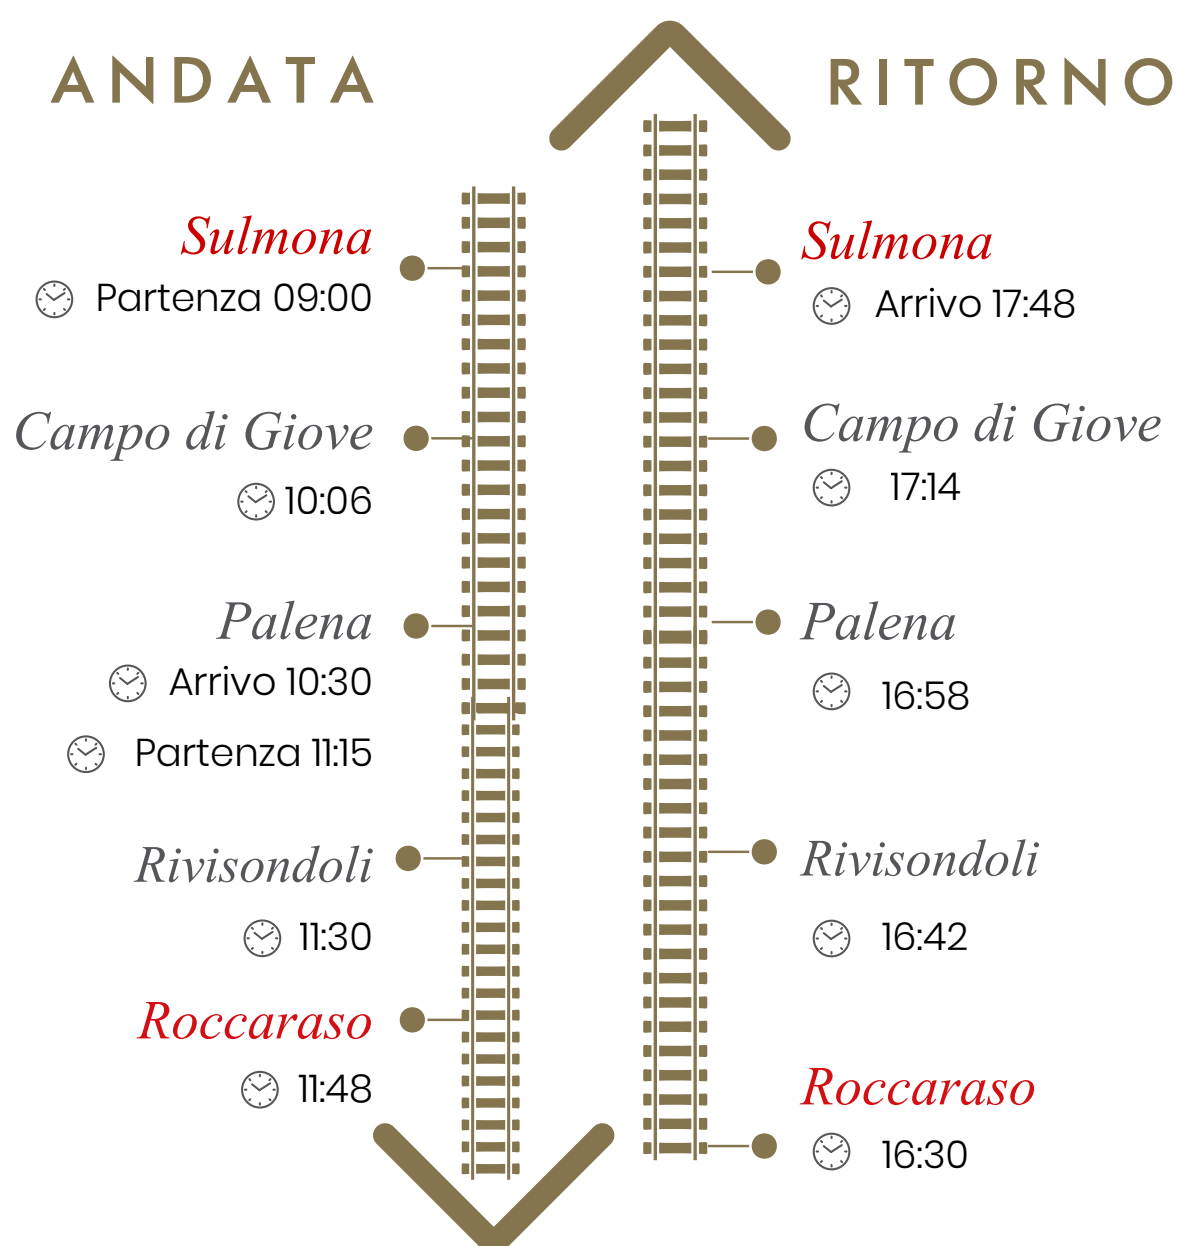 ANDATA
Sulmona
Partenza 09:00
Campo di Giove
10:06
Palena
Arrivo 10:30
Partenza 11:15
Rivisondoli
11:30
Roccaraso
11:48
RITORNO
Sulmona
Arrivo 17:48
Campo di Giove
17:14
Palena
16:58
Rivisondoli
16:42
Roccaraso
16:30